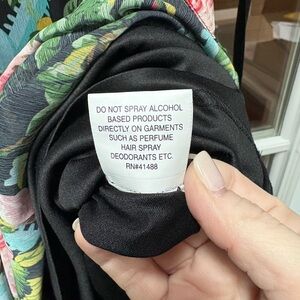 DO NOT SPRAY ALCOHOL
BASED PRODUCTS
DIRECTLY ON GARMENTS
SUCH AS PERFUME
HAIR SPRAY
DEODORANTS ETC.
RN#41488